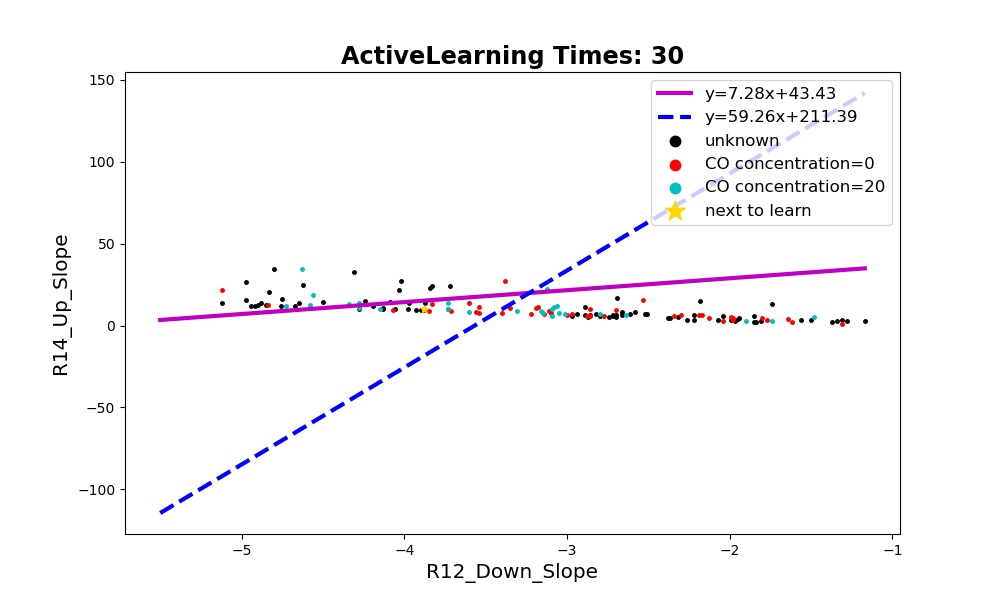 ActiveLearning Times: 30
y=7.28x+43.43
y=59.26x+211.39
unknown
CO concentration=0
CO concentration=20
next to learn
150
100
50
0
−50
−100
R14_Up_Slope
−5 −4 −3 −2 −1
R12_Down_Slope